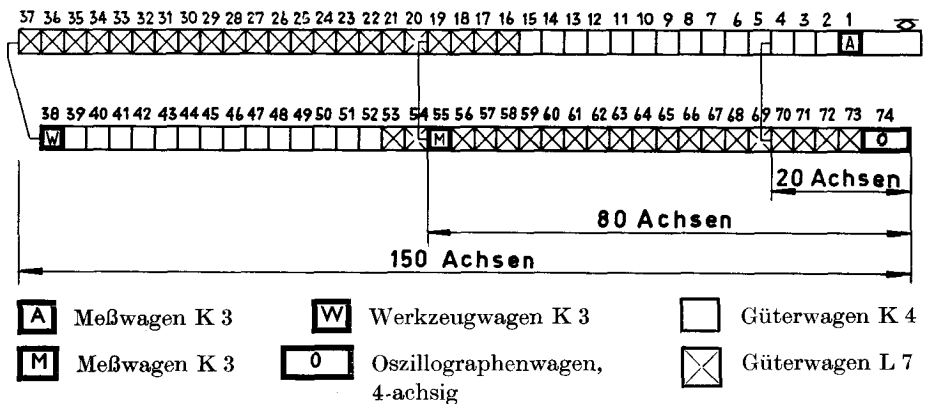 37 36 35 34 33 32 31 30 29 28 27 26 25 24 23 22 21 20 19 18 17 16 15 14 13 12 11 10 9 8 7 6 5 4 3 2 1
A
38 39 40 41 42 43 44 45 46 47 48 49 50 51 52 53 54 55 56 57 58 59 60 61 62 63 64 65 66 67 68 69 70 71 72 73 74
W M O
20 Achsen
80 Achsen
150 Achsen
A Meßwagen K 3 W Werkzeugwagen K 3 Güterwagen K 4
M Meßwagen K 3 O Oszillographenwagen, Güterwagen L 7
4-achsig